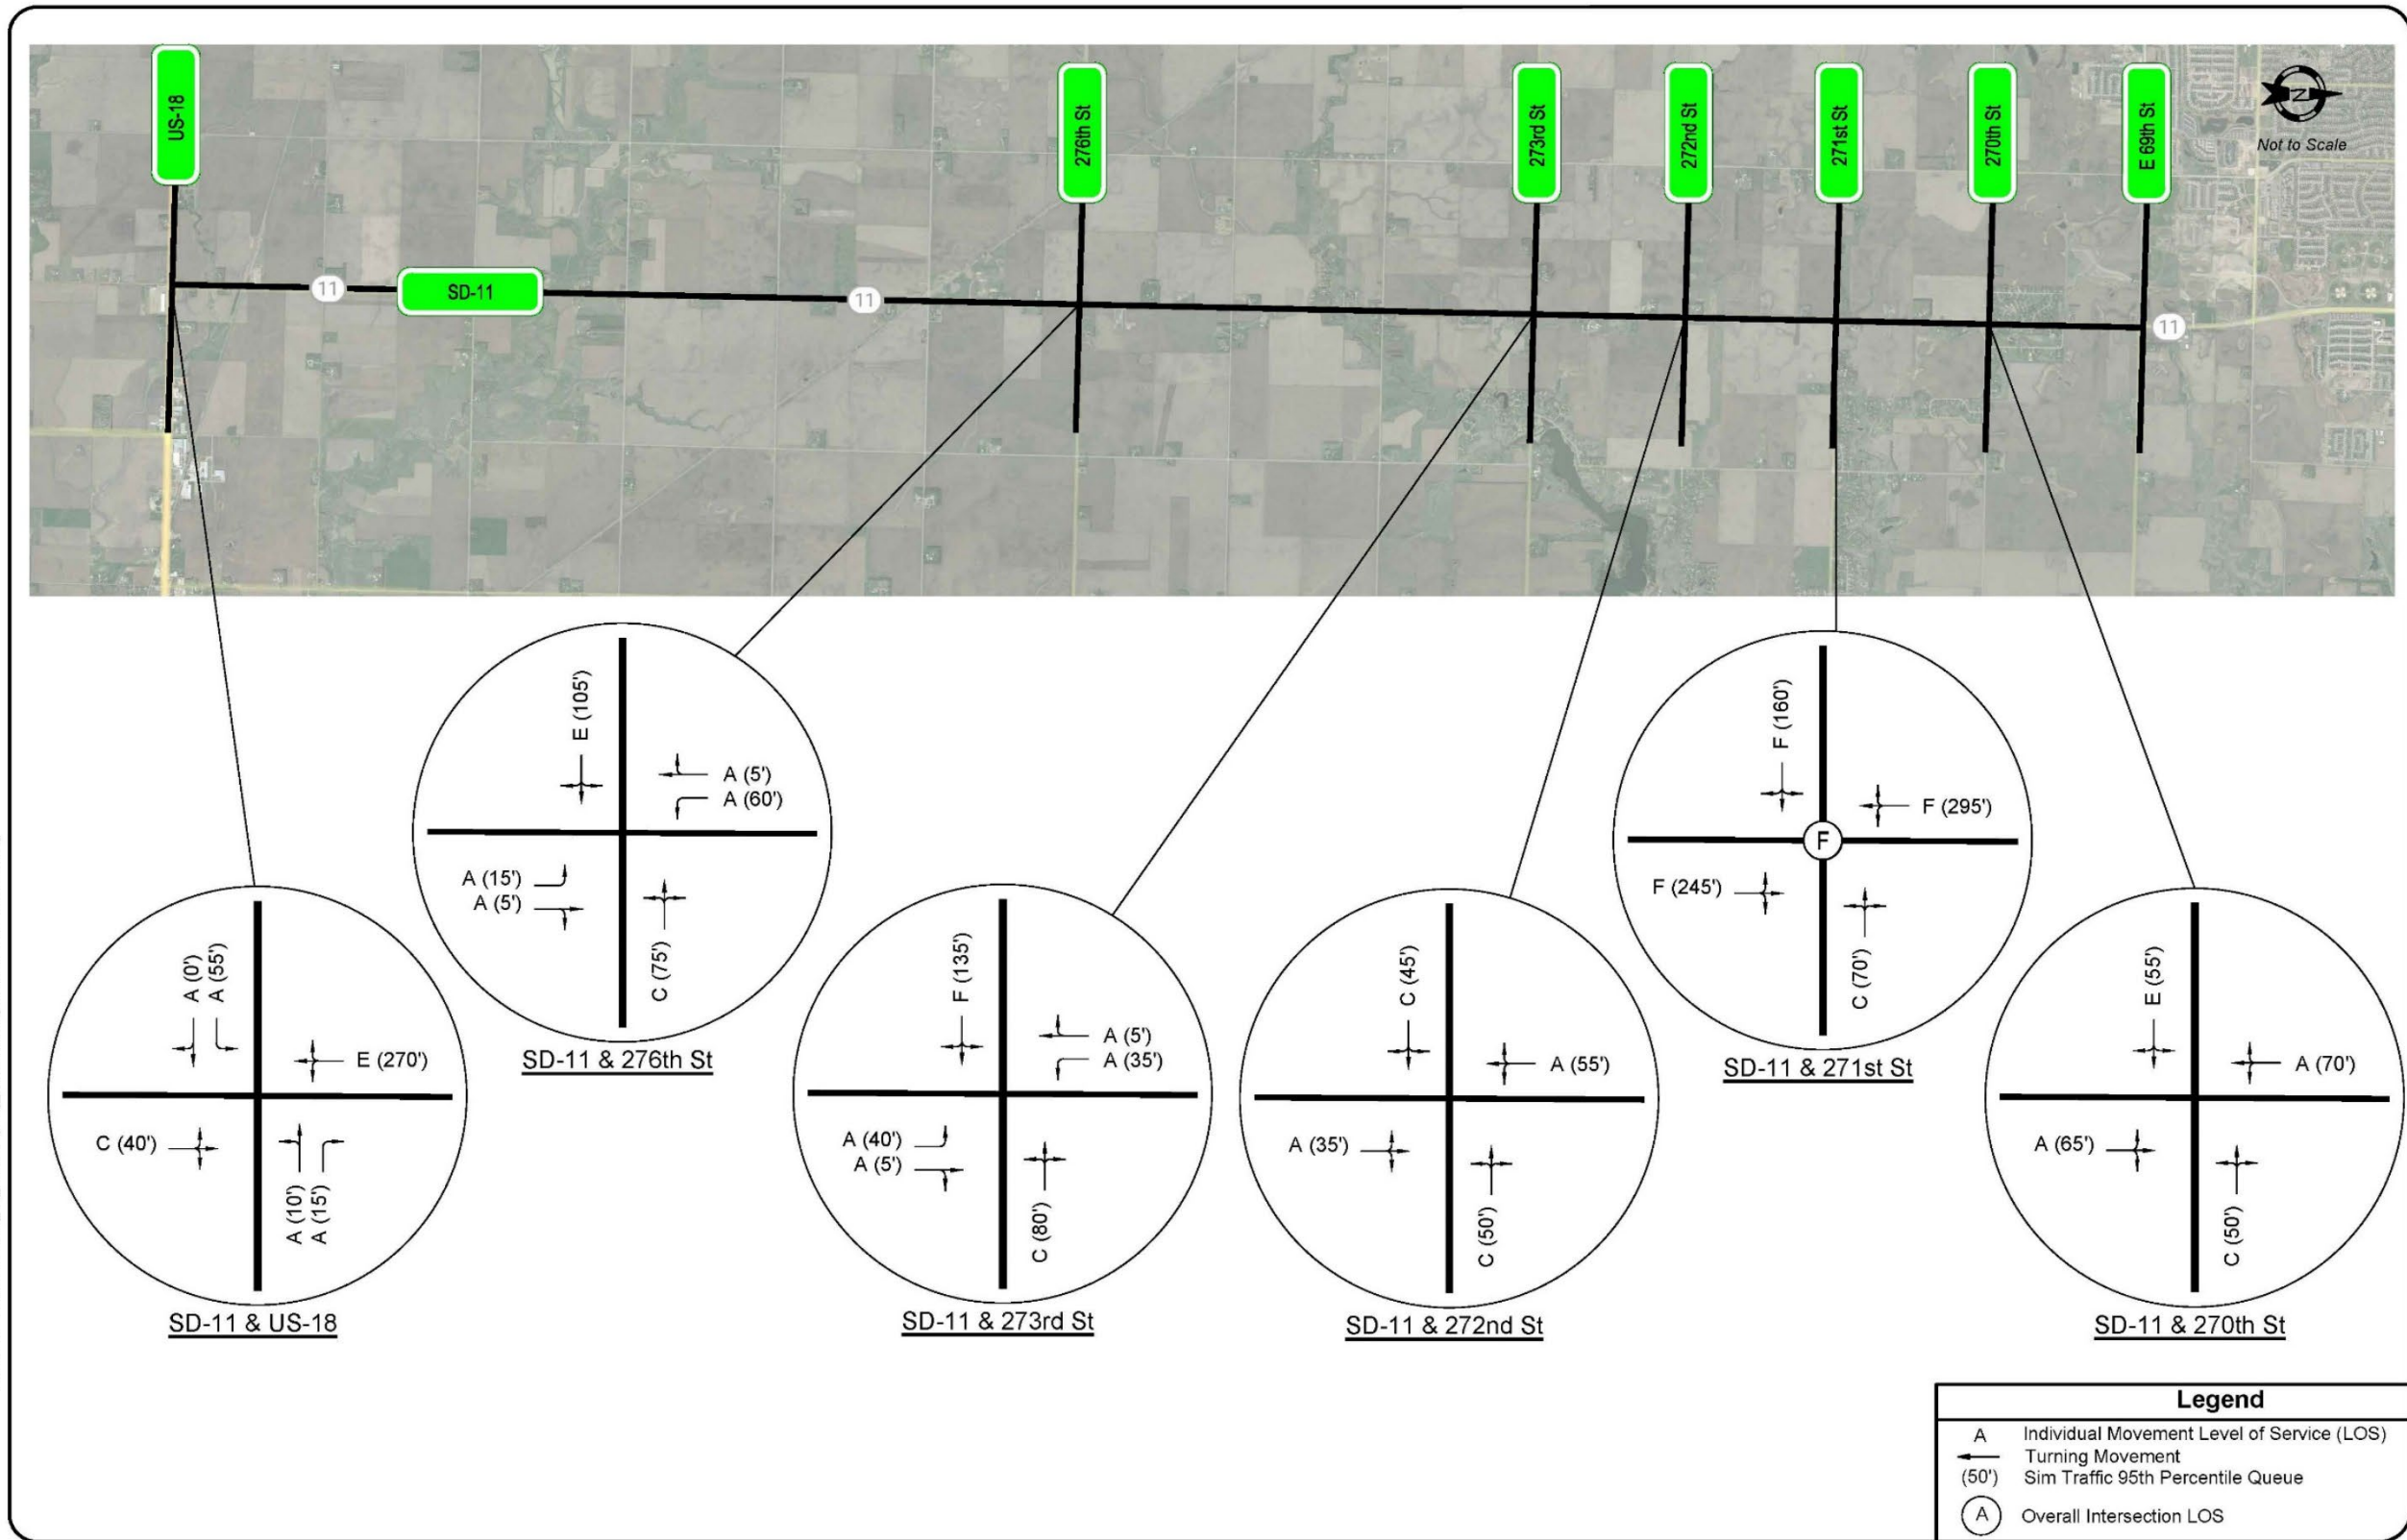 US-18
276th St
273rd St
272nd St
271st St
270th St
E 69th St
N
Not to Scale
11
SD-11
11
11
E (105')
A (5')
A (60')
A (15')
A (5')
C (75')
SD-11 & 276th St
F (160')
F (295')
F
F (245')
C (70')
SD-11 & 271st St
A (0')
A (55')
E (270')
C (40')
A (10')
A (15')
SD-11 & US-18
F (135')
A (5')
A (35')
A (40')
A (5')
C (80')
SD-11 & 273rd St
C (45')
A (55')
A (35')
C (50')
SD-11 & 272nd St
E (55')
A (70')
A (65')
C (50')
SD-11 & 270th St
Legend
A Individual Movement Level of Service (LOS)
Turning Movement
(50') Sim Traffic 95th Percentile Queue
A Overall Intersection LOS